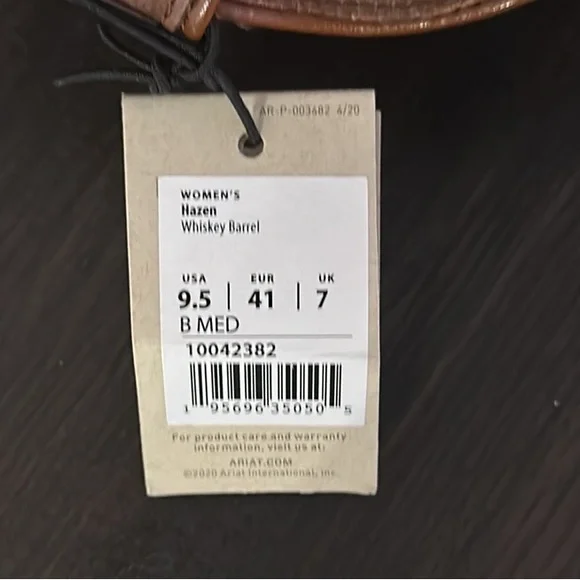 AR-P-003682 6/20
WOMEN'S
Hazen
Whiskey Barrel
USA EUR UK
9.5 | 41 | 7
B MED
10042382
1 95696 35050 5
For product care and warranty
information, visit us at:
ARIAT.COM
©2020 Ariat International, Inc.